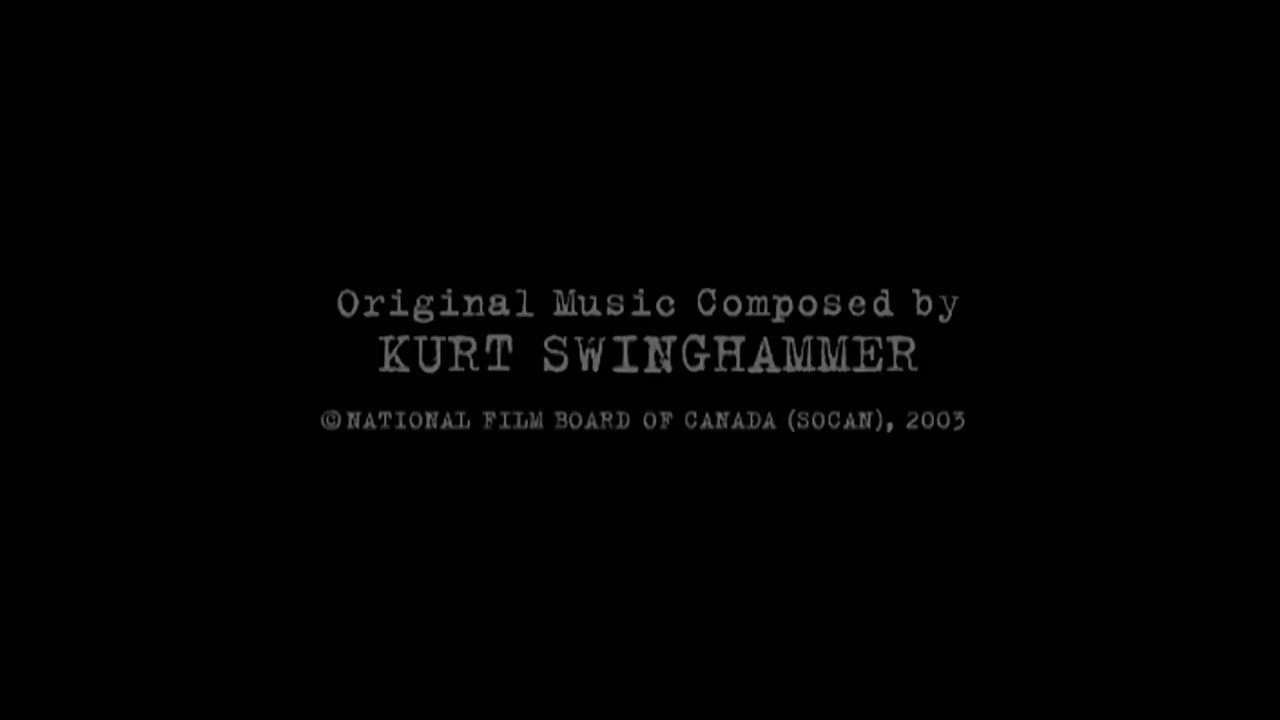 Original Music Composed by
KURT SWINGHAMMER
©NATIONAL FILM BOARD OF CANADA (SOCAN), 2003